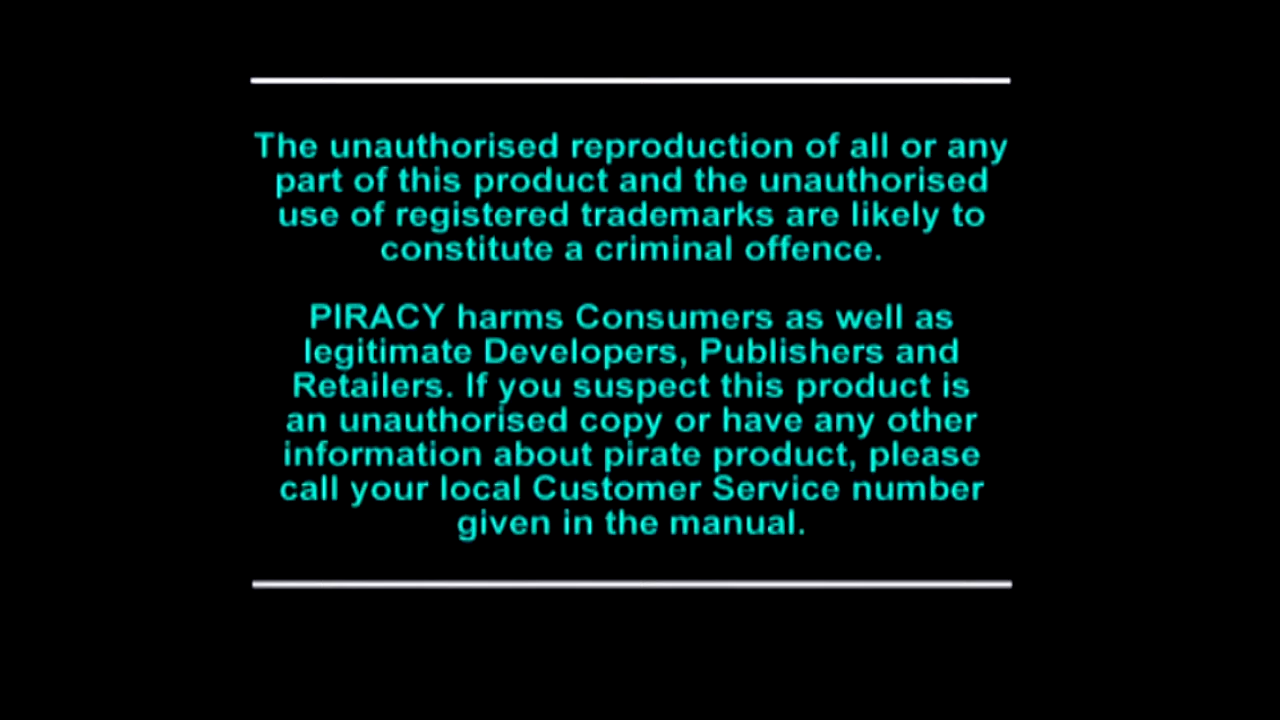 The unauthorised reproduction of all or any
part of this product and the unauthorised
use of registered trademarks are likely to
constitute a criminal offence.
PIRACY harms Consumers as well as
legitimate Developers, Publishers and
Retailers. If you suspect this product is
an unauthorised copy or have any other
information about pirate product, please
call your local Customer Service number
given in the manual.